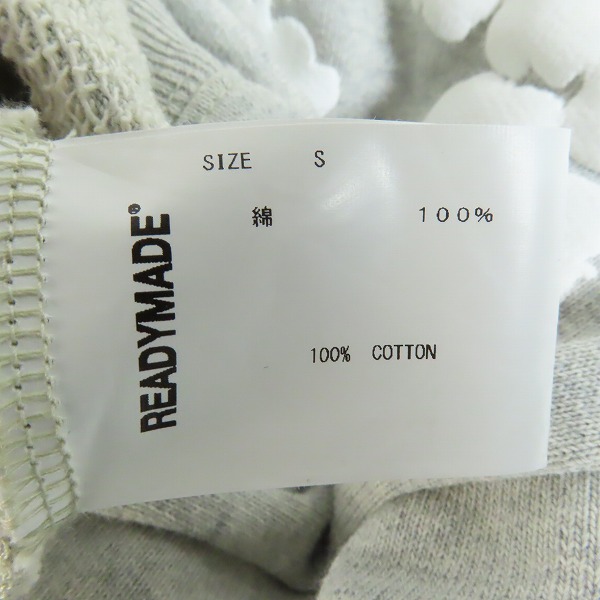 SIZE S
綿 100%
100% COTTON
READYMADE®